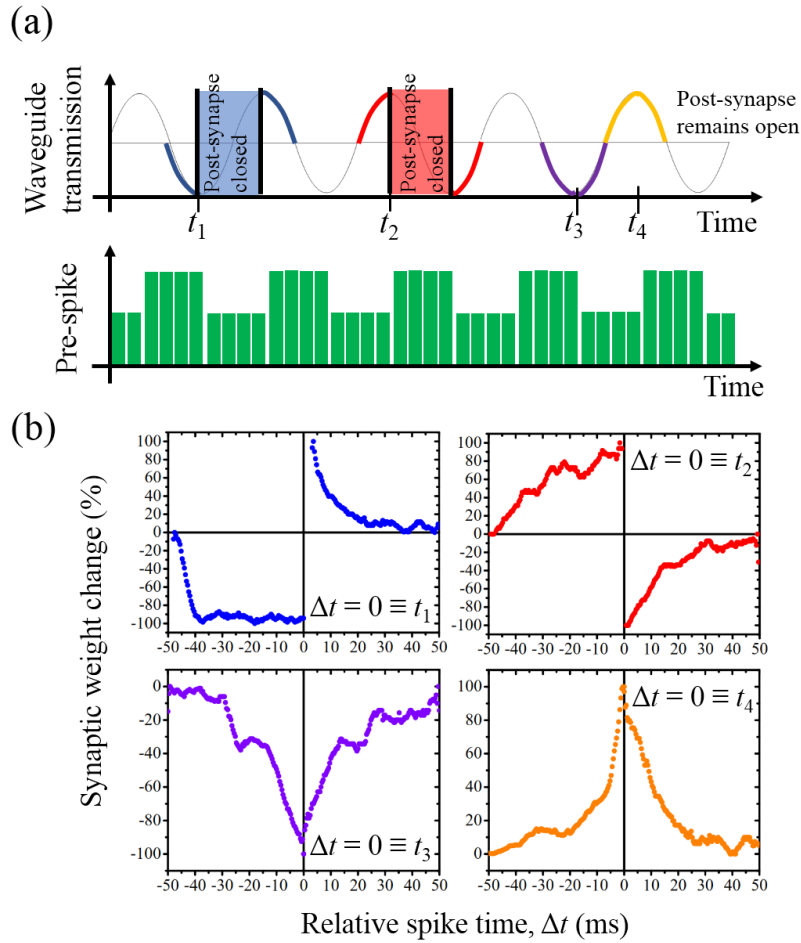 (a)
Waveguide
transmission
Post-synapse
closed
Post-synapse
closed
Post-synapse
remains open
t1
t2
t3
t4
Time
Pre-spike
Time
(b)
Synaptic weight change (%)
100
80
60
40
20
0
-20
-40
-60
-80
-100
Δt = 0 ≡ t1
-50 -40 -30 -20 -10 0 10 20 30 40 50
100
80
60
40
20
0
-20
-40
-60
-80
-100
Δt = 0 ≡ t2
-50 -40 -30 -20 -10 0 10 20 30 40 50
0
-20
-40
-60
-80
-100
Δt = 0 ≡ t3
-50 -40 -30 -20 -10 0 10 20 30 40 50
100
80
60
40
20
0
Δt = 0 ≡ t4
-50 -40 -30 -20 -10 0 10 20 30 40 50
Relative spike time, Δt (ms)